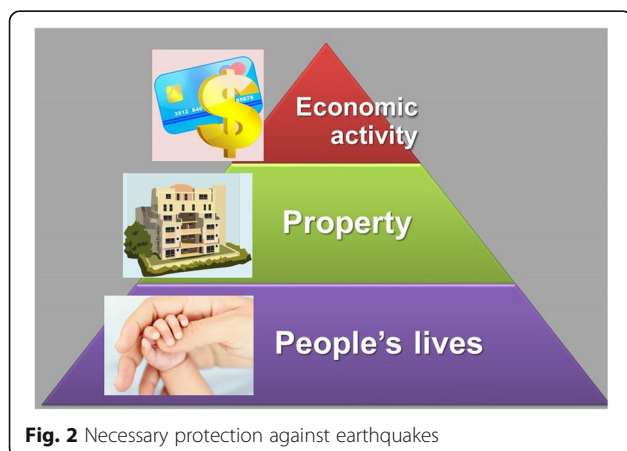 Economic
activity
Property
People's lives
Fig. 2 Necessary protection against earthquakes